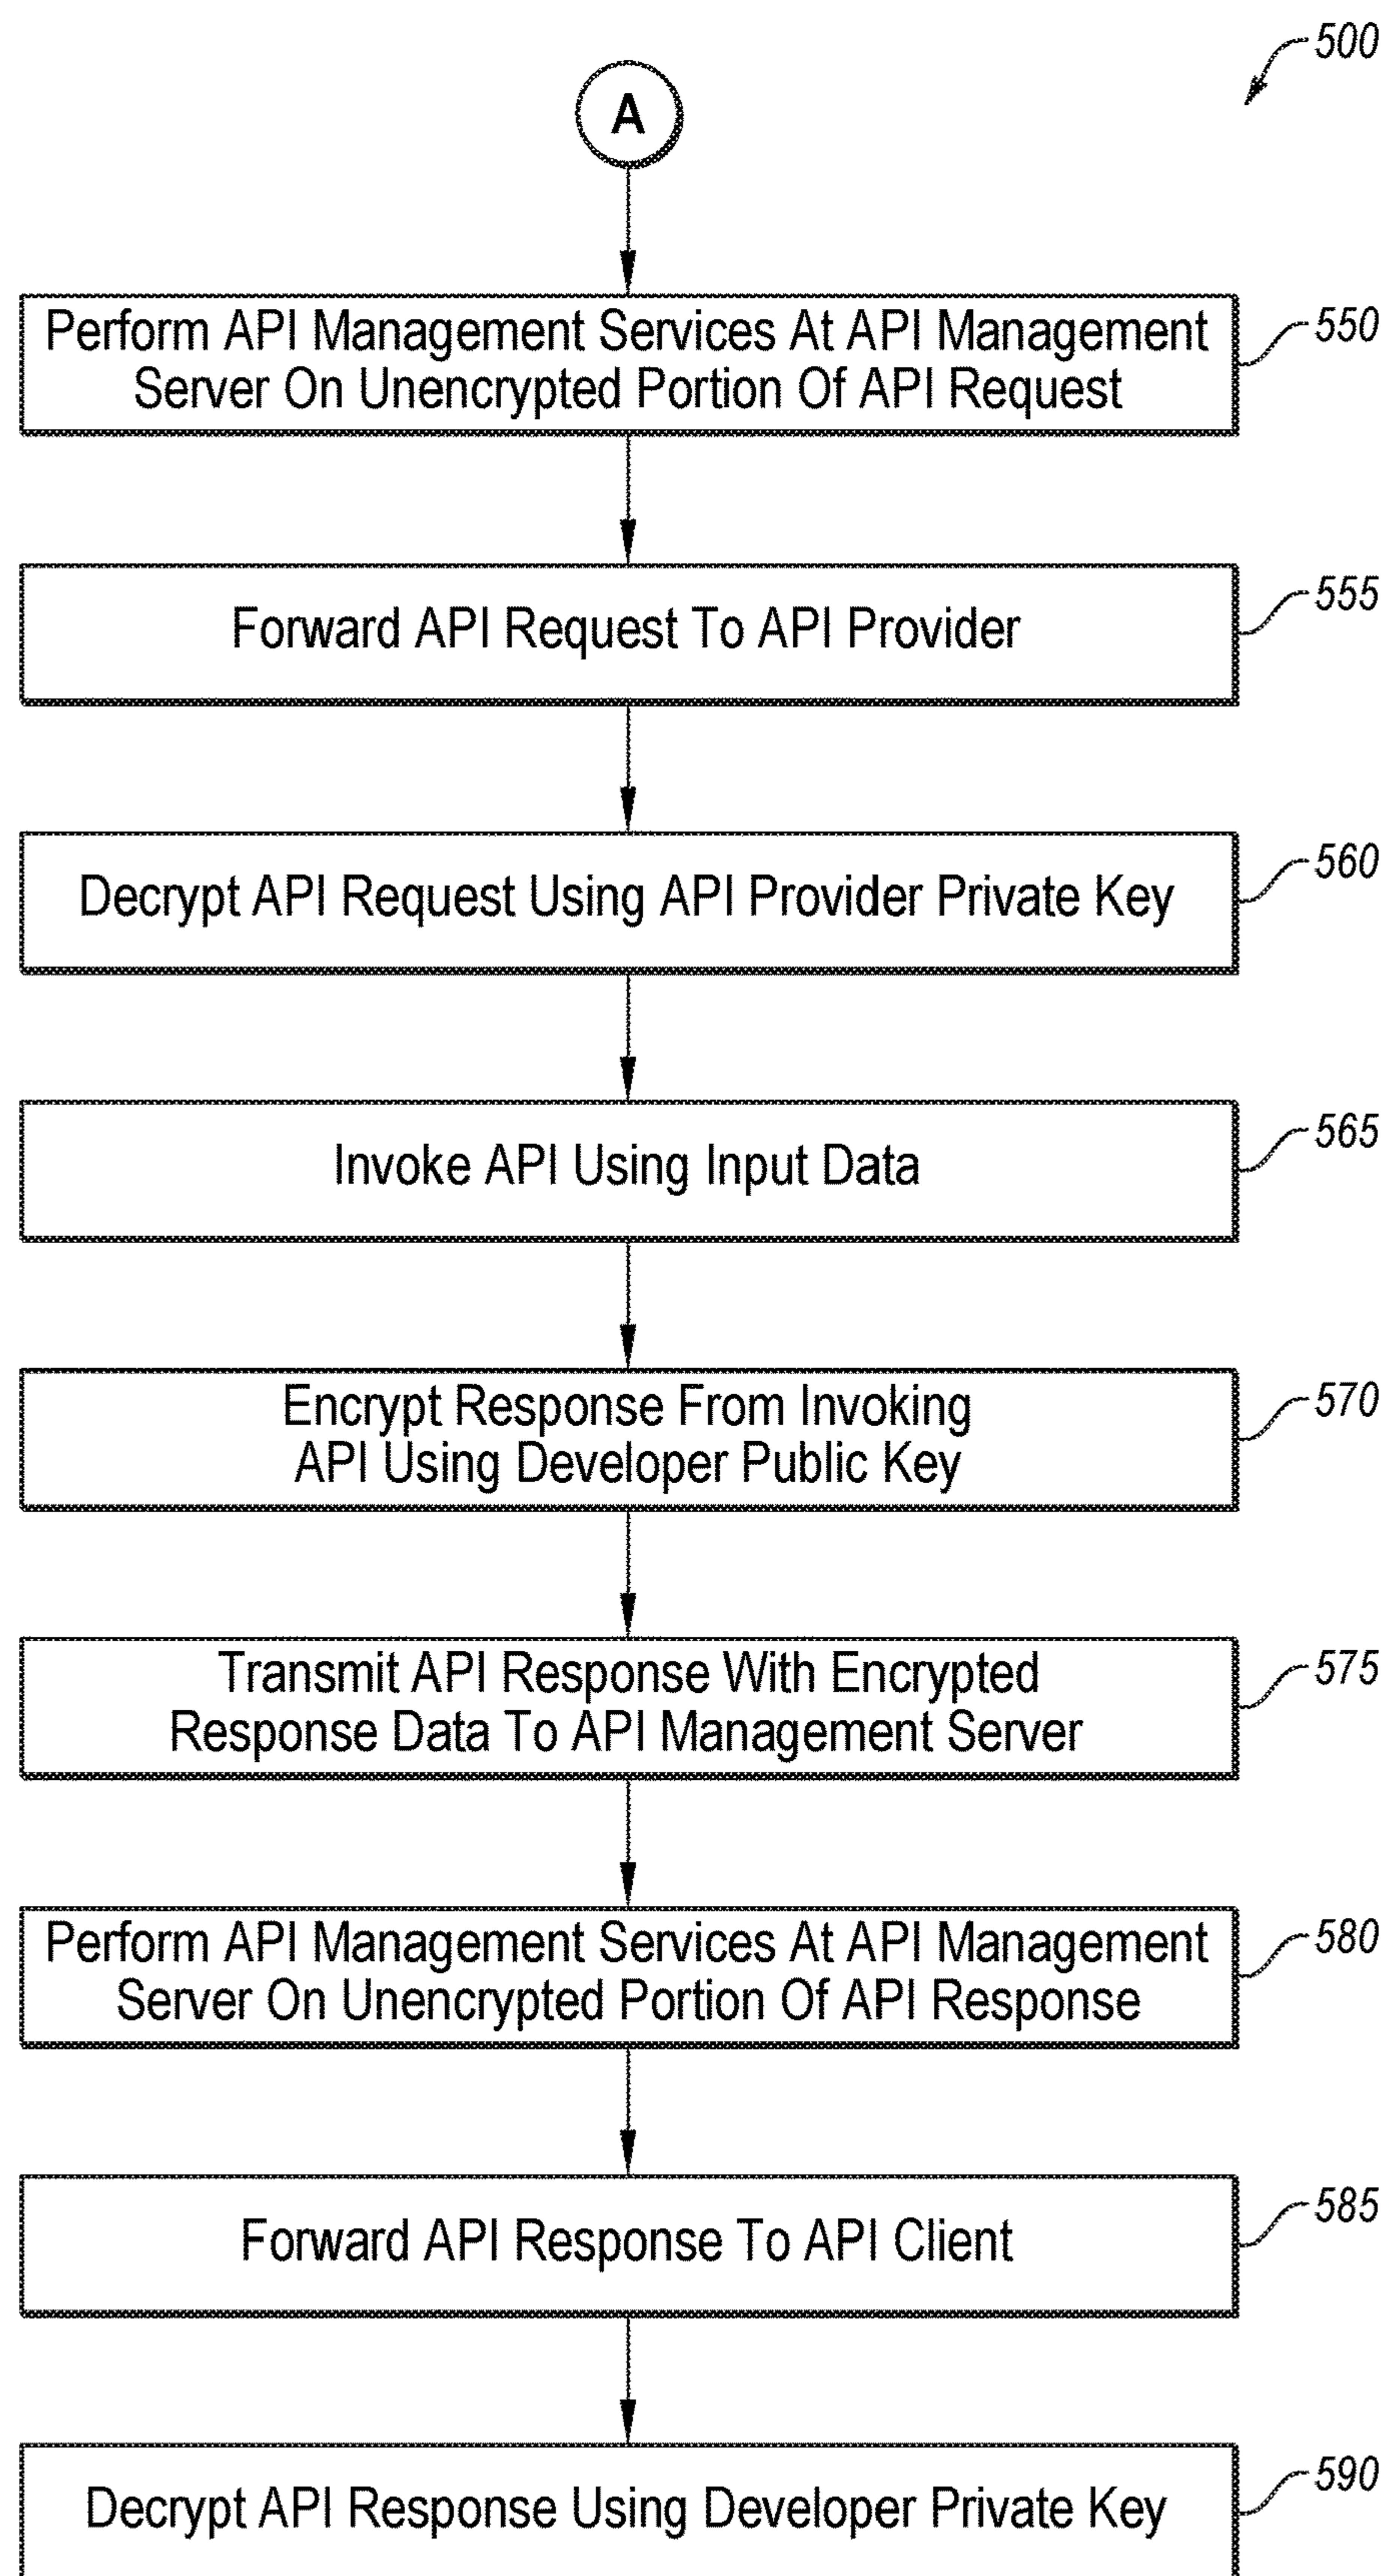 500
A
Perform API Management Services At API Management
Server On Unencrypted Portion Of API Request
550
Forward API Request To API Provider
555
Decrypt API Request Using API Provider Private Key
560
Invoke API Using Input Data
565
Encrypt Response From Invoking
API Using Developer Public Key
570
Transmit API Response With Encrypted
Response Data To API Management Server
575
Perform API Management Services At API Management
Server On Unencrypted Portion Of API Response
580
Forward API Response To API Client
585
Decrypt API Response Using Developer Private Key
590